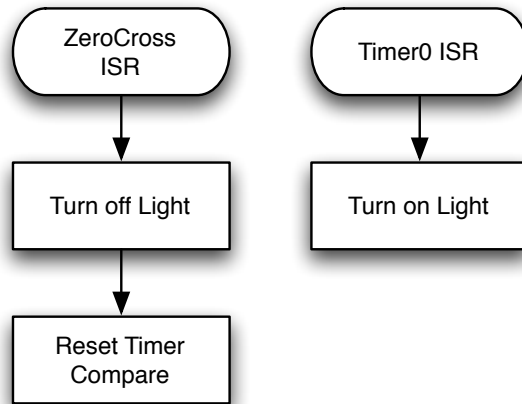 ZeroCross
ISR
Timer0 ISR
Turn off Light
Turn on Light
Reset Timer
Compare